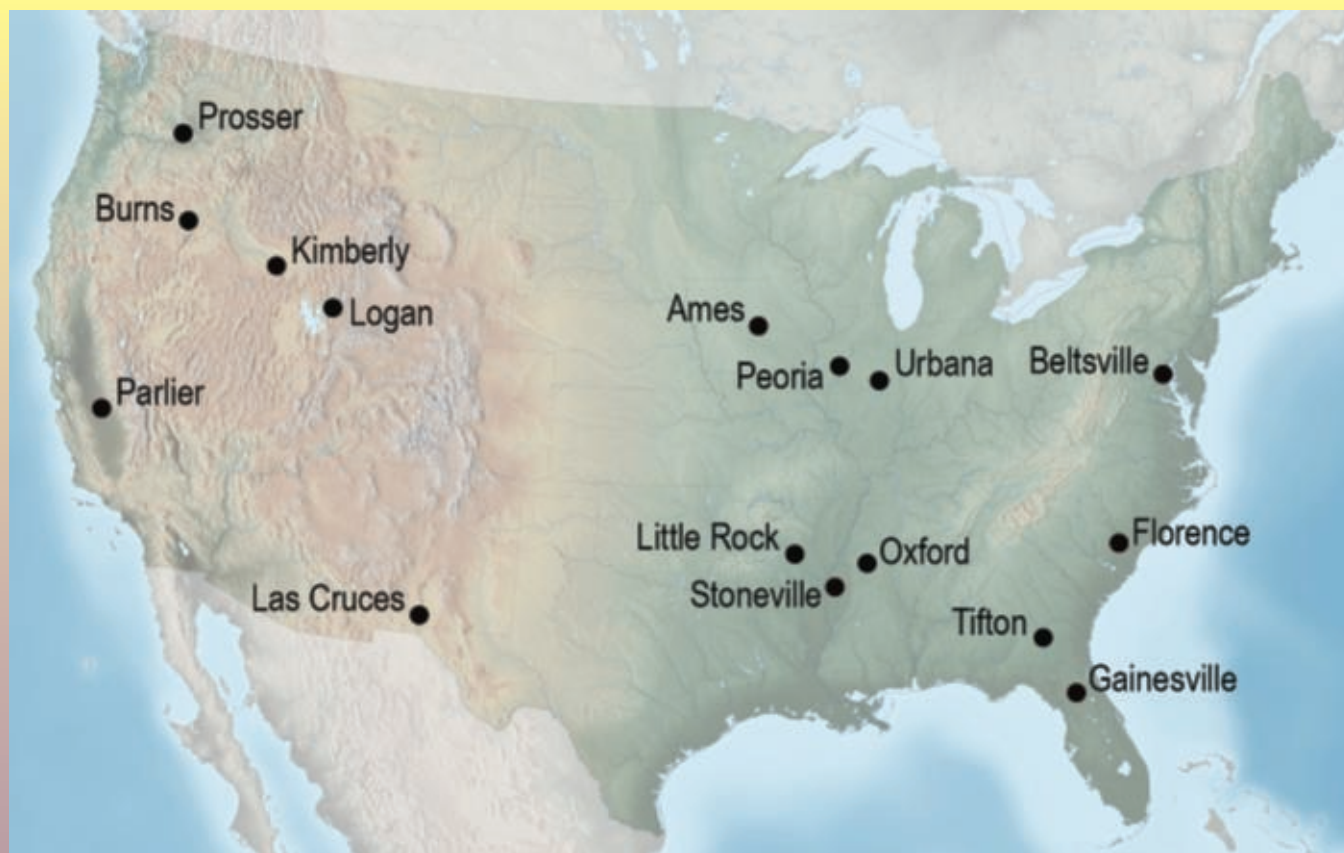 Prosser
Burns
Kimberly
Logan
Ames
Peoria
Urbana
Beltsville
Parlier
Little Rock
Oxford
Florence
Stoneville
Las Cruces
Tifton
Gainesville